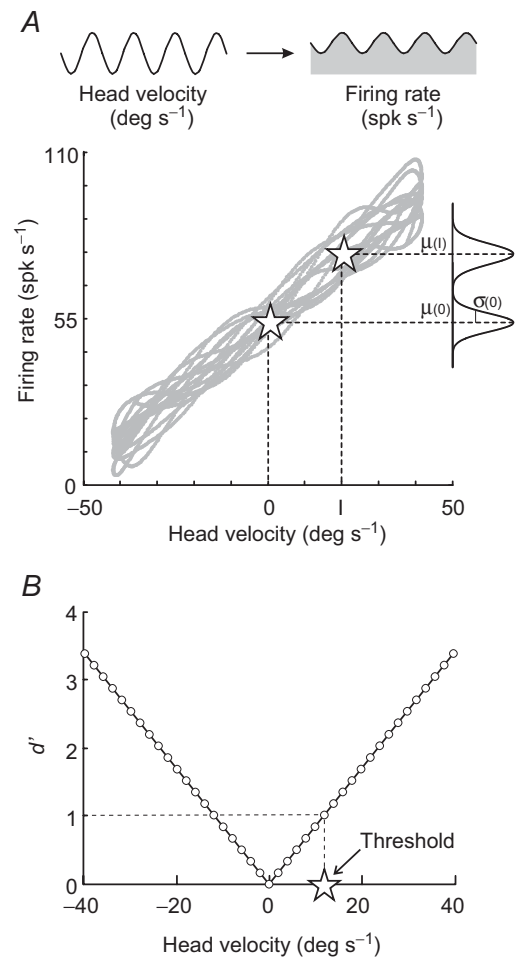 A
Head velocity
(deg s⁻¹)
Firing rate
(spk s⁻¹)
110
55
0
Firing rate (spk s⁻¹)
μ(I)
μ(0)
σ(0)
−50
0
I
50
Head velocity (deg s⁻¹)
B
4
3
2
1
0
d'
Threshold
−40
−20
0
20
40
Head velocity (deg s⁻¹)